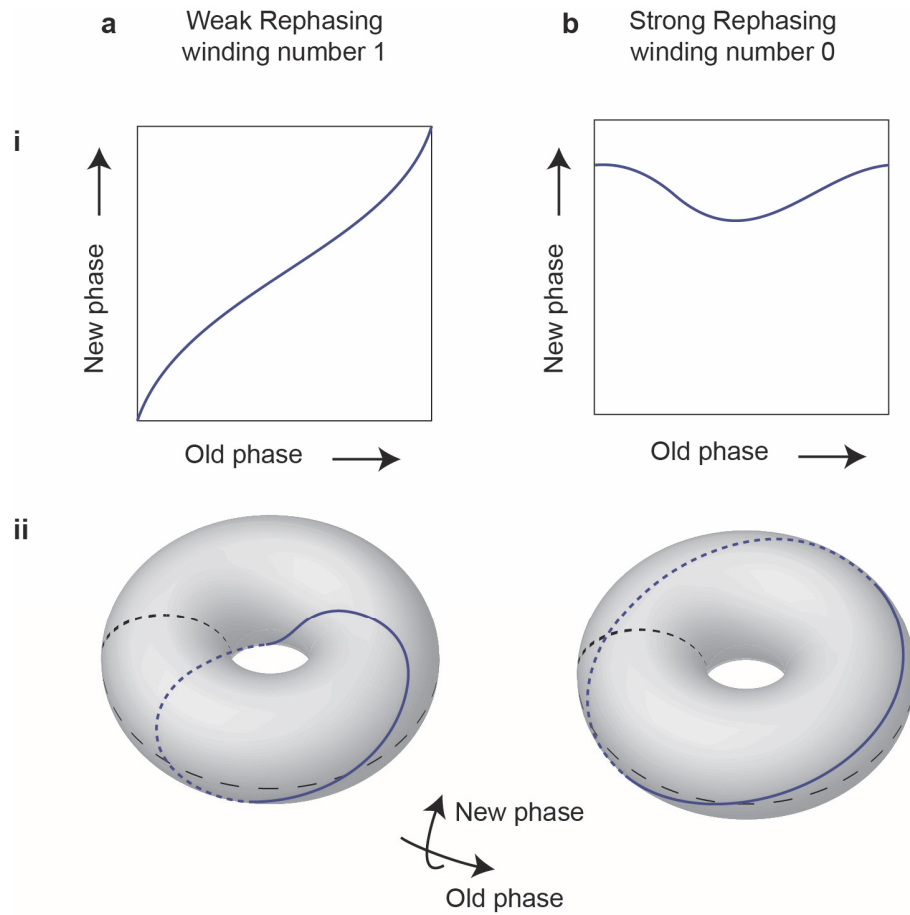 a
Weak Rephasing
winding number 1
b
Strong Rephasing
winding number 0
i
New phase
Old phase
New phase
Old phase
ii
New phase
Old phase